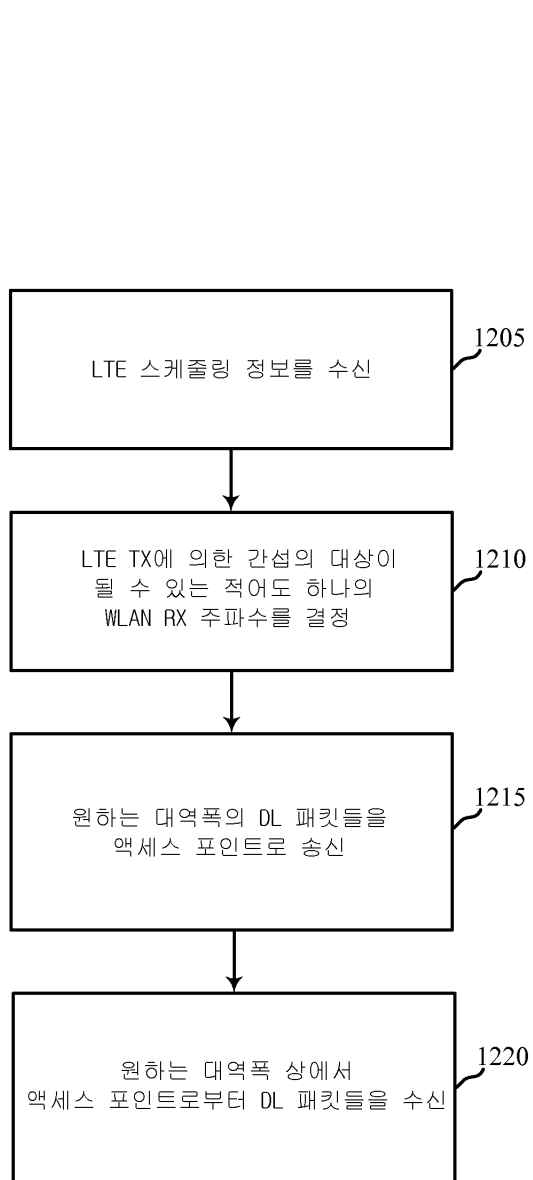 LTE 스케줄링 정보를 수신
1205
LTE TX에 의한 간섭의 대상이
될 수 있는 적어도 하나의
WLAN RX 주파수를 결정
1210
원하는 대역폭의 DL 패킷들을
액세스 포인트로 송신
1215
원하는 대역폭 상에서
액세스 포인트로부터 DL 패킷들을 수신
1220